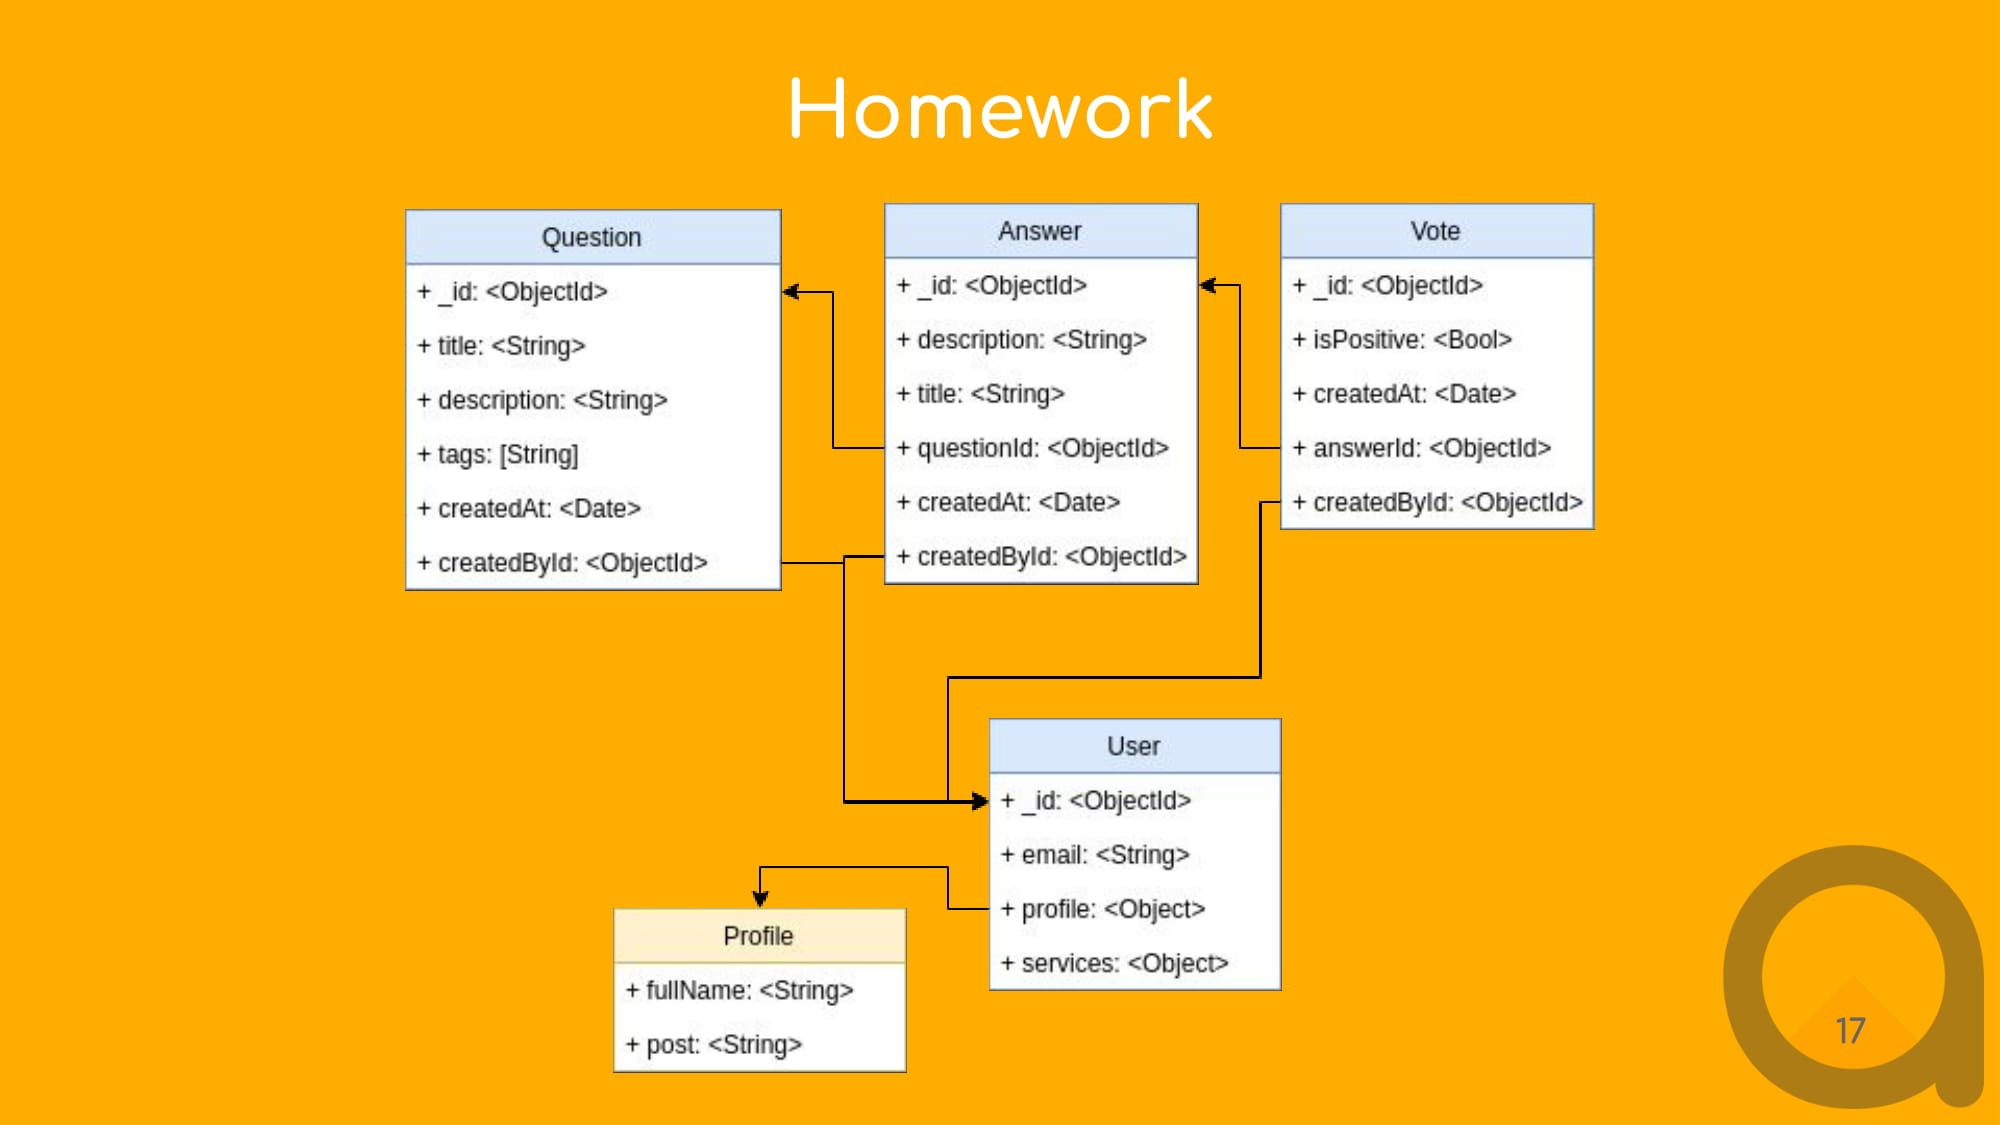 Homework
Question
+ _id: <ObjectId>
+ title: <String>
+ description: <String>
+ tags: [String]
+ createdAt: <Date>
+ createdById: <ObjectId>
Answer
+ _id: <ObjectId>
+ description: <String>
+ title: <String>
+ questionId: <ObjectId>
+ createdAt: <Date>
+ createdById: <ObjectId>
Vote
+ _id: <ObjectId>
+ isPositive: <Bool>
+ createdAt: <Date>
+ answerId: <ObjectId>
+ createdById: <ObjectId>
User
+ _id: <ObjectId>
+ email: <String>
+ profile: <Object>
+ services: <Object>
Profile
+ fullName: <String>
+ post: <String>
17